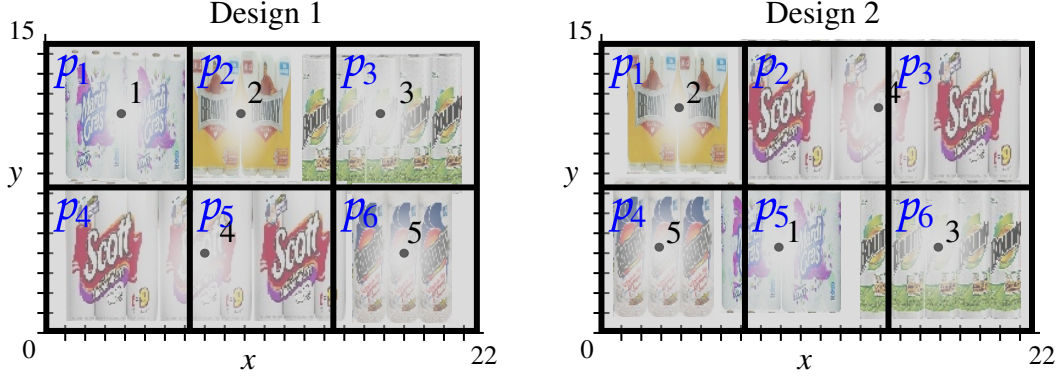 Design 1
15
p1 p2 p3
1 2 3
y
p4 p5 p6
4 5
0 x 22
Scott Scott
BOUNTY
Design 2
15
p1 p2 p3
2 4
Scott Scott
y
p4 p5 p6
5 1 3
0 x 22